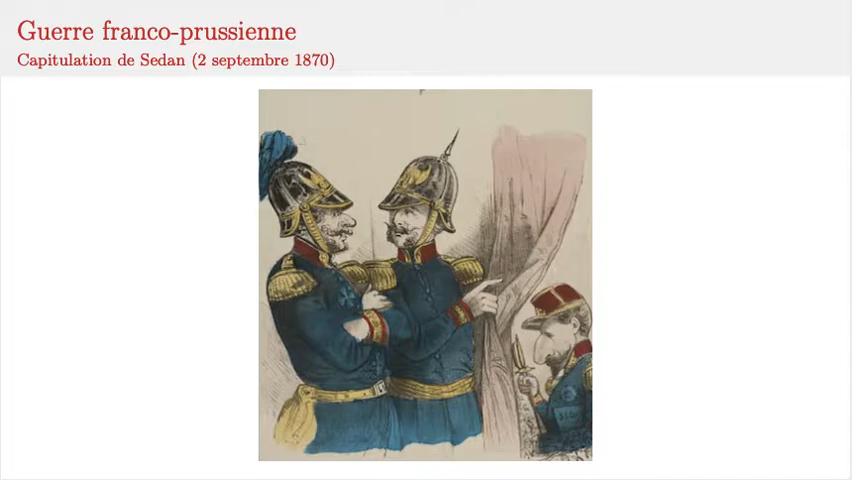 Guerre franco-prussienne
Capitulation de Sedan (2 septembre 1870)